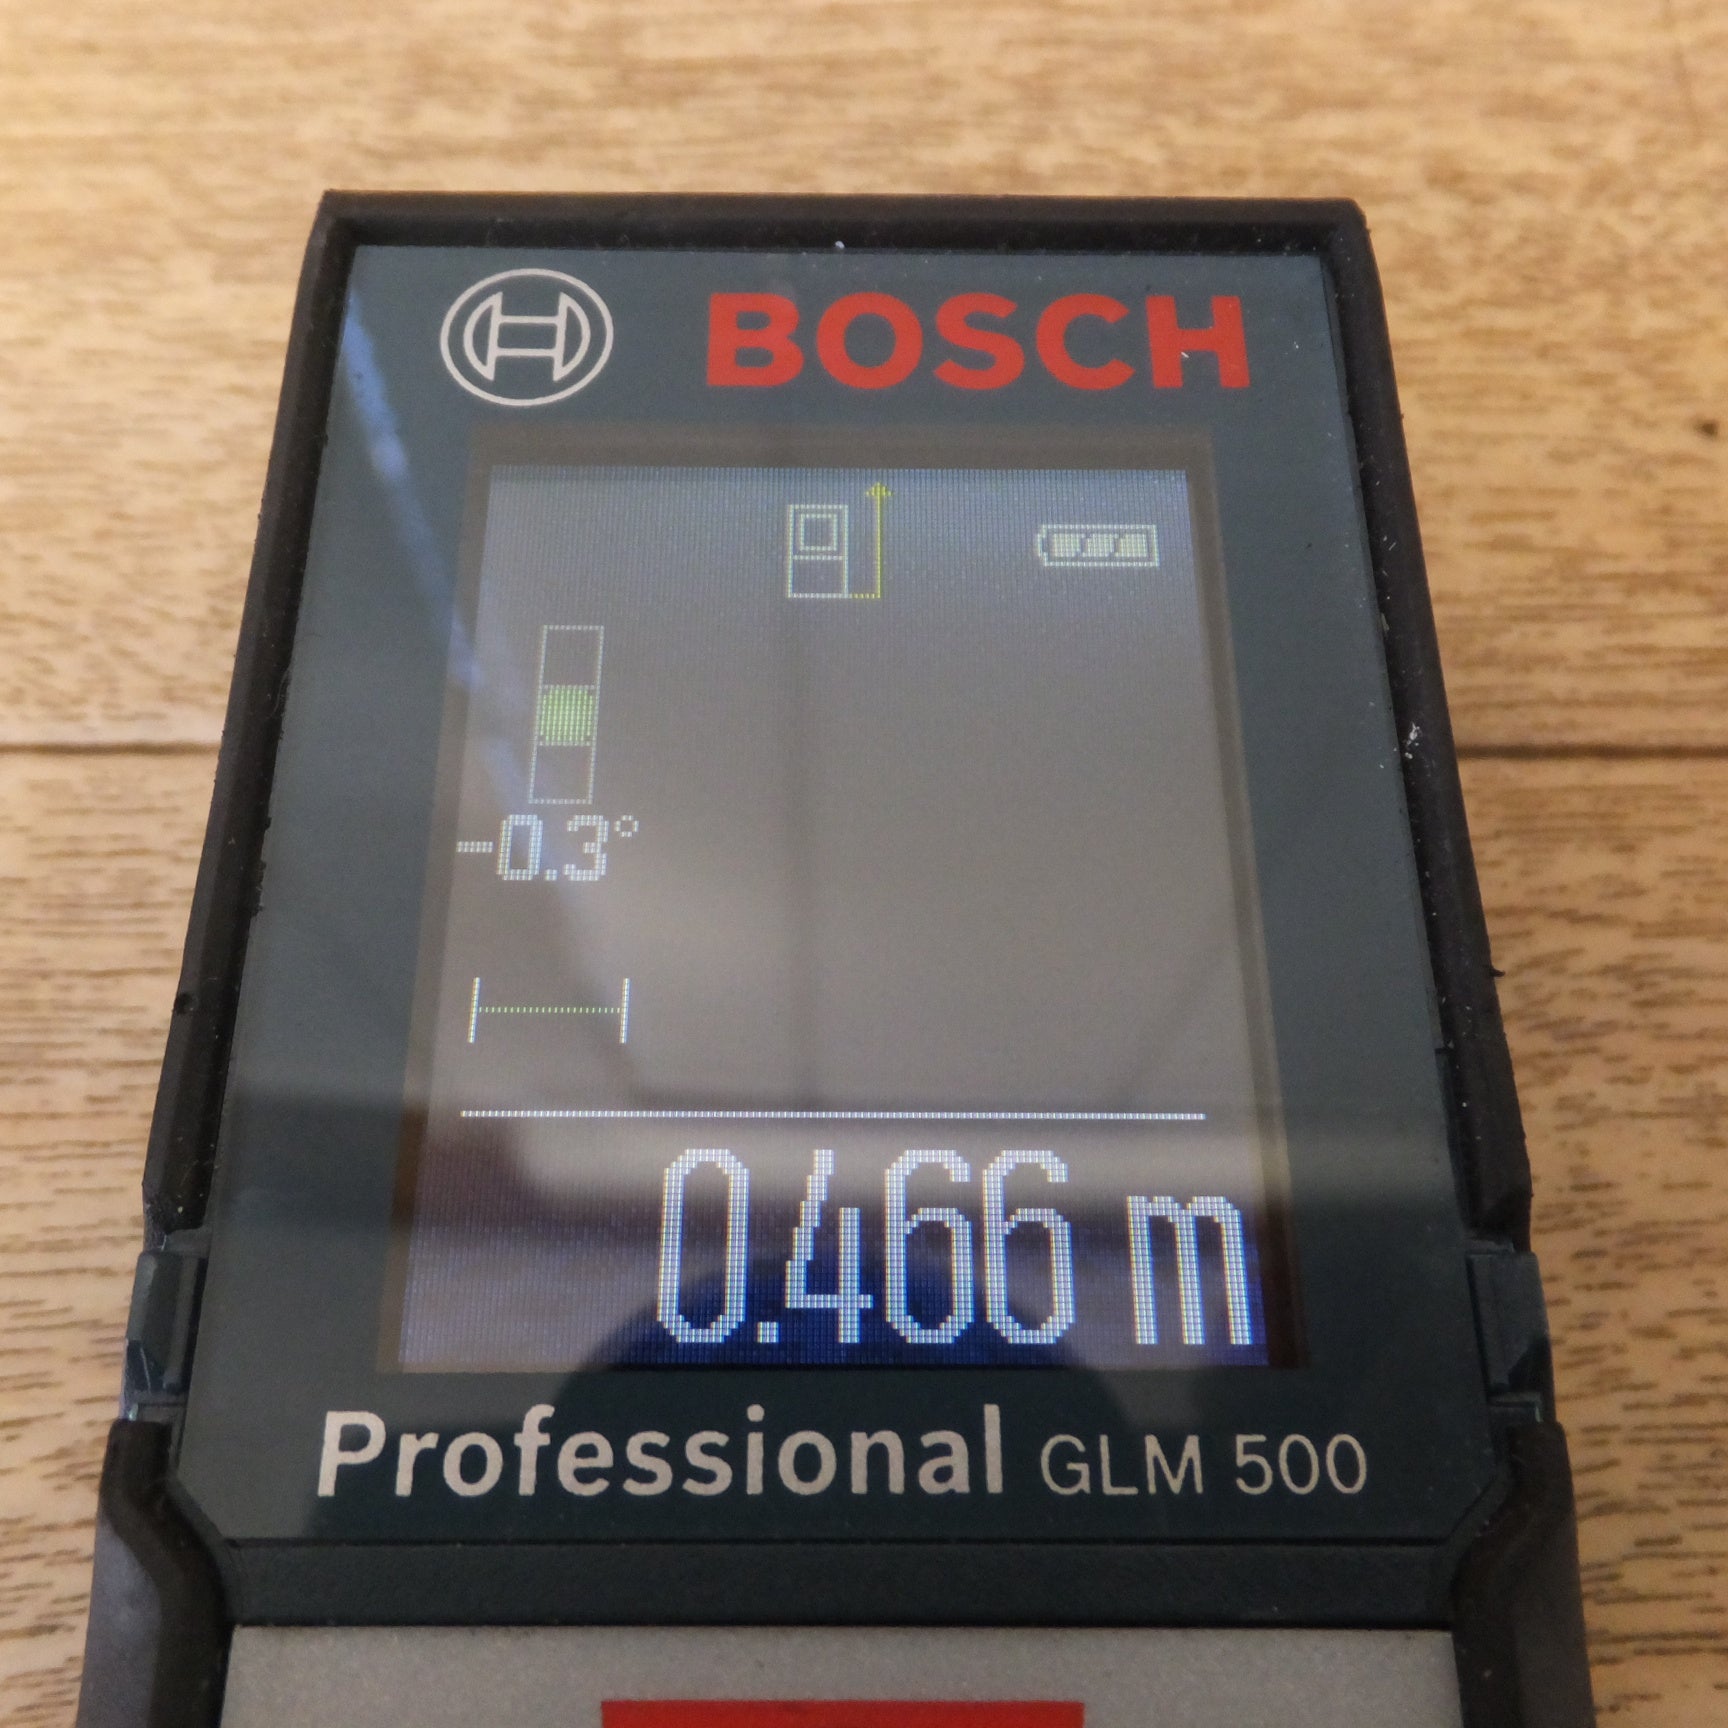 BOSCH
-0.3°
0.466 m
Professional GLM 500